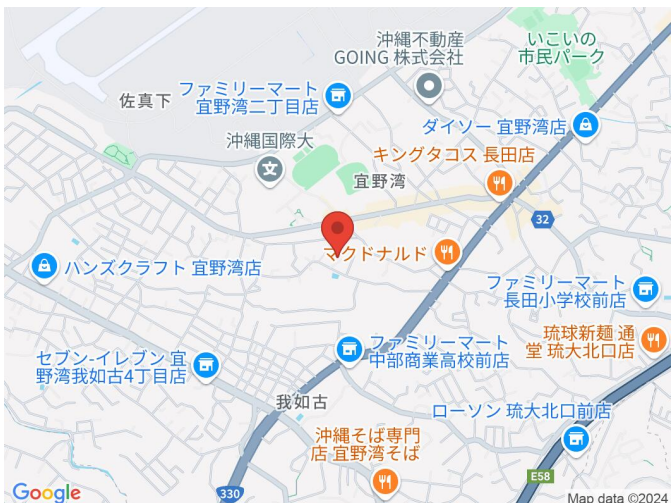 沖縄不動産
GOING 株式会社
いこいの
市民パーク
ファミリーマート
宜野湾二丁目店
佐真下
ダイソー 宜野湾店
沖縄国際大
文
キングタコス 長田店
宜野湾
32
マクドナルド
ハンズクラフト 宜野湾店
ファミリーマート
長田小学校前店
ファミリーマート
中部商業高校前店
琉球新麺 通
堂 琉大北口店
セブン-イレブン 宜
野湾我如古4丁目店
我如古
ローソン 琉大北口前店
沖縄そば専門
店 宜野湾そば
E58
330
Google
Map data ©2024